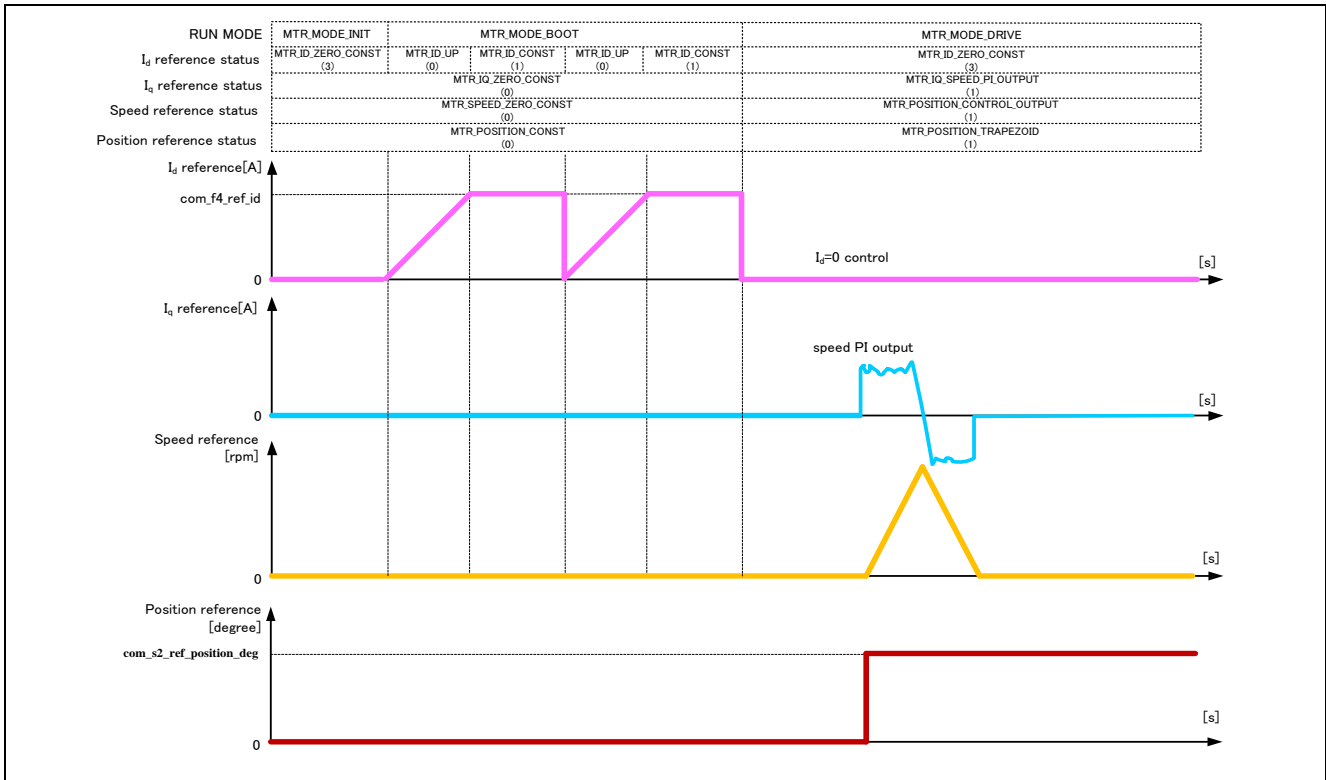 RUN MODE MTR_MODE_INIT MTR_MODE_BOOT MTR_MODE_DRIVE
Id reference status MTR_ID_ZERO_CONST MTR_ID_UP MTR_ID_CONST MTR_ID_UP MTR_ID_CONST MTR_ID_ZERO_CONST
(3) (0) (1) (0) (1) (3)
Iq reference status MTR_IQ_ZERO_CONST MTR_IQ_SPEED_PI_OUTPUT
(0) (1)
Speed reference status MTR_SPEED_ZERO_CONST MTR_POSITION_CONTROL_OUTPUT
(0) (1)
Position reference status MTR_POSITION_CONST MTR_POSITION_TRAPEZOID
(0) (1)
Id reference[A]
com_f4_ref_id
Id=0 control
[s]
0
Iq reference[A]
speed PI output
[s]
0
Speed reference
[rpm]
[s]
0
Position reference
[degree]
com_s2_ref_position_deg
[s]
0